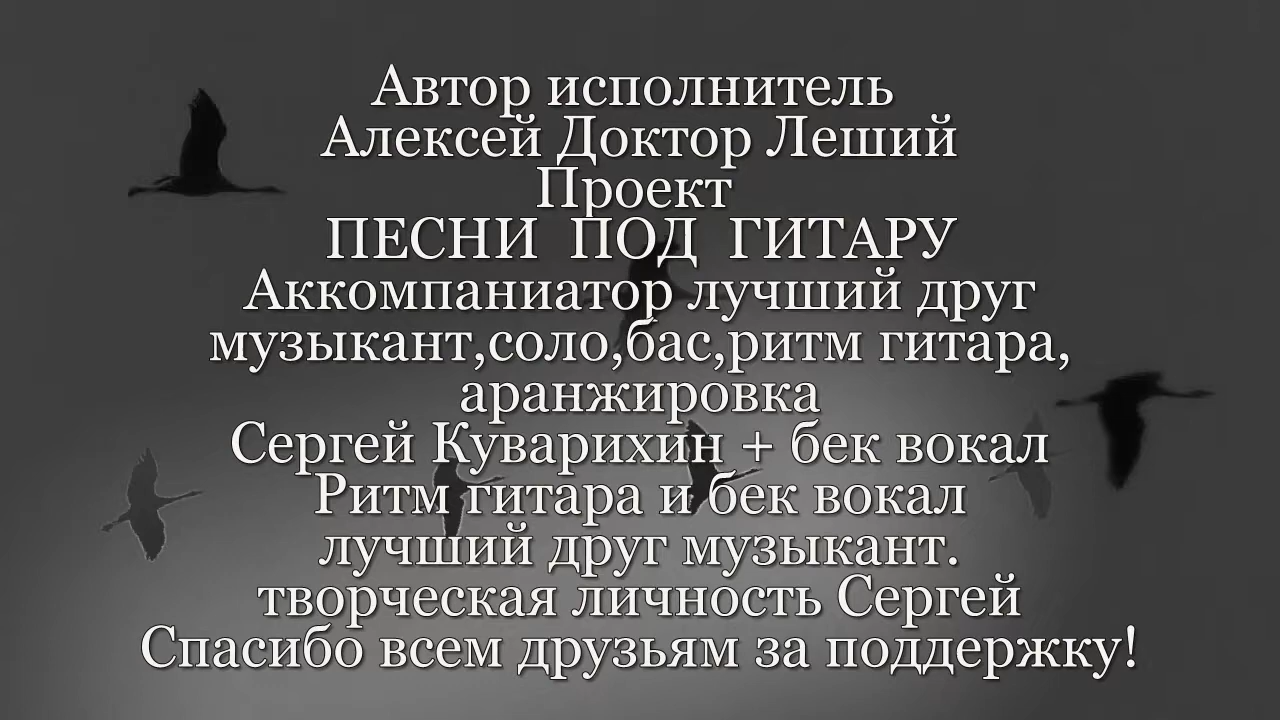 Автор исполнитель
Алексей Доктор Леший
Проект
ПЕСНИ ПОД ГИТАРУ
Аккомпаниатор лучший друг
музыкант,соло,бас,ритм гитара,
аранжировка
Сергей Куварихин + бек вокал
Ритм гитара и бек вокал
лучший друг музыкант.
творческая личность Сергей
Спасибо всем друзьям за поддержку!